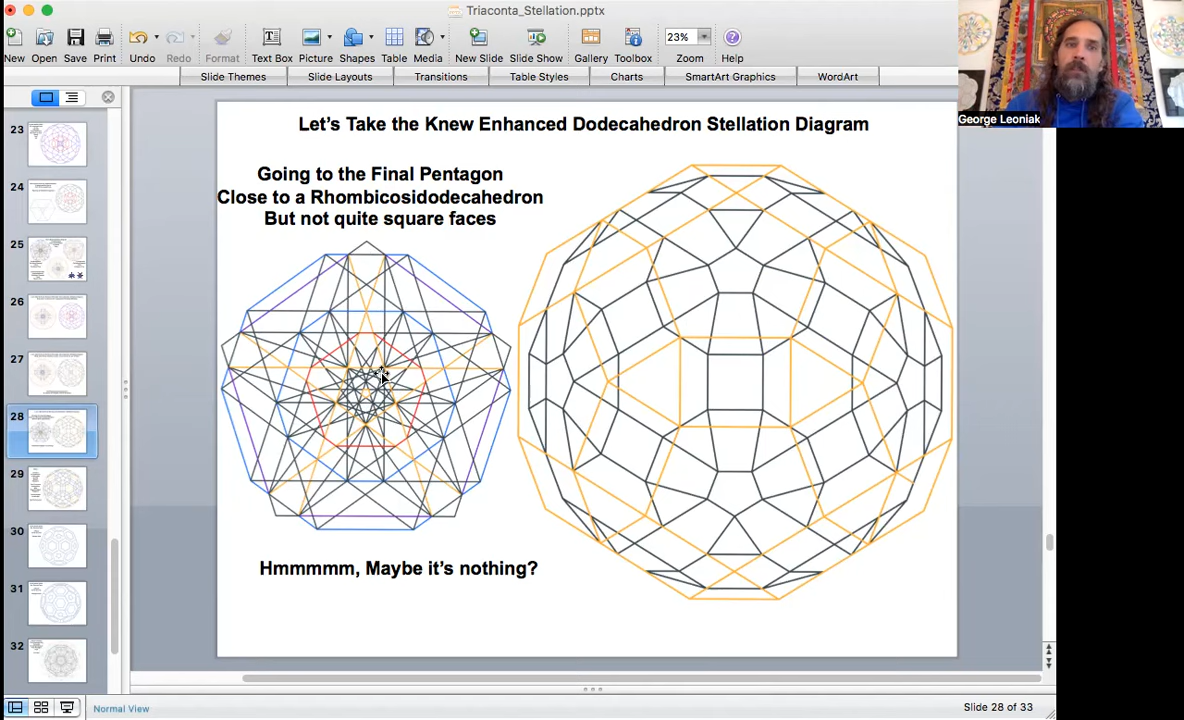 Triaconta_Stellation.pptx
New Open Save Print Undo Redo Format Text Box Picture Shapes Table Media New Slide Slide Show Gallery Toolbox Zoom Help
23%
Slide Themes Slide Layouts Transitions Table Styles Charts SmartArt Graphics WordArt
George Leoniak
23
24
25
26
27
28
29
30
31
32
Let's Take the Knew Enhanced Dodecahedron Stellation Diagram
Going to the Final Pentagon
Close to a Rhombicosidodecahedron
But not quite square faces
Hmmmmm, Maybe it's nothing?
Normal View
Slide 28 of 33